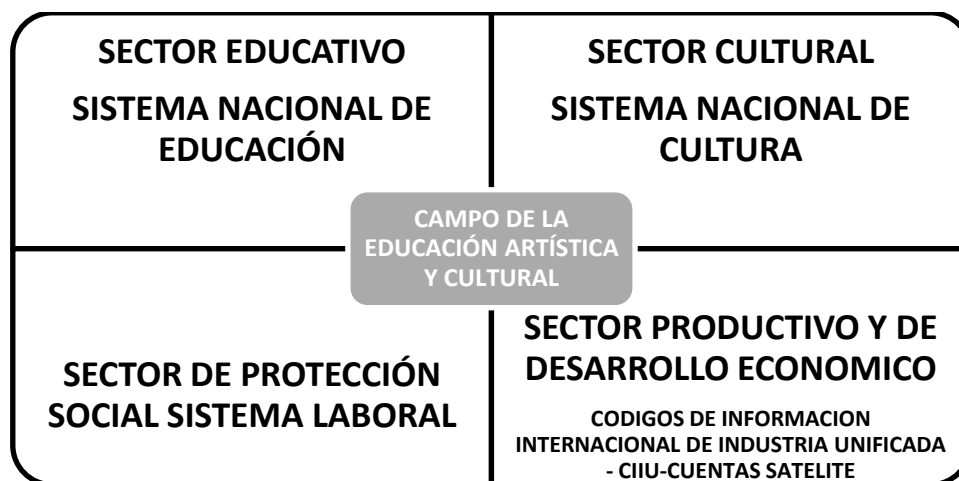 SECTOR EDUCATIVO
SISTEMA NACIONAL DE
EDUCACIÓN
SECTOR CULTURAL
SISTEMA NACIONAL DE
CULTURA
CAMPO DE LA
EDUCACIÓN ARTÍSTICA
Y CULTURAL
SECTOR DE PROTECCIÓN
SOCIAL SISTEMA LABORAL
SECTOR PRODUCTIVO Y DE
DESARROLLO ECONOMICO
CODIGOS DE INFORMACION
INTERNACIONAL DE INDUSTRIA UNIFICADA
- CIIU-CUENTAS SATELITE